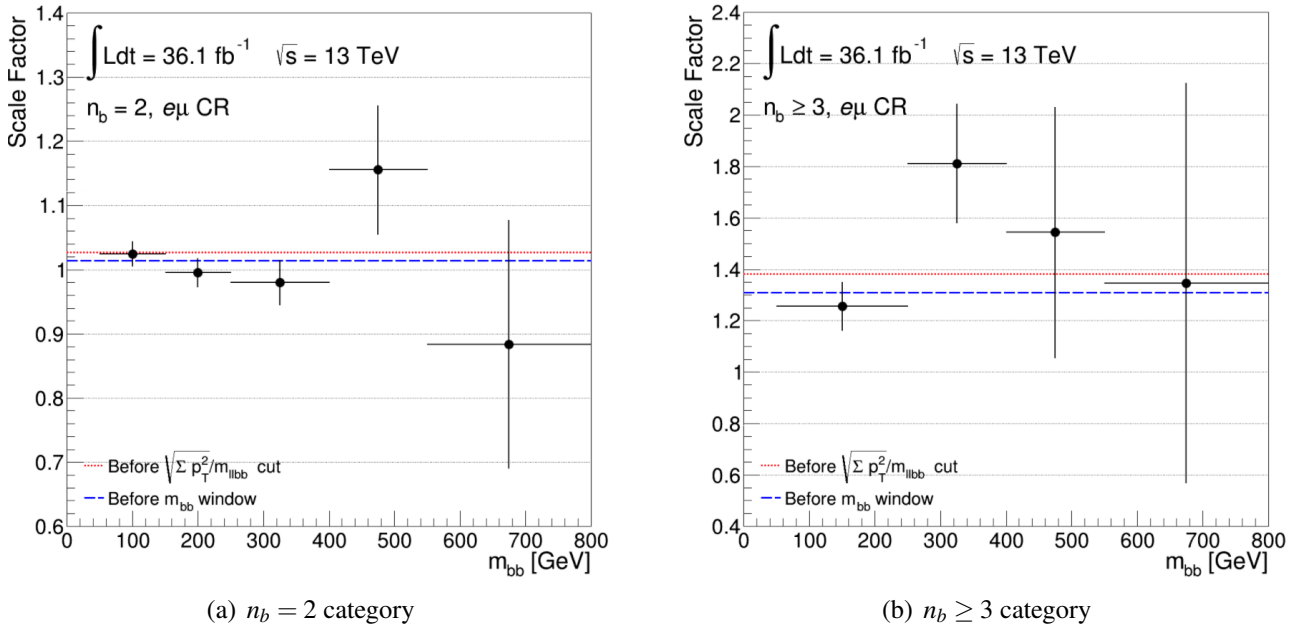 Scale Factor
1.4
1.3
1.2
1.1
1
0.9
0.8
0.7
0.6
∫Ldt = 36.1 fb⁻¹ √s = 13 TeV
n_b = 2, eμ CR
Before √Σ p_T²/m_llbb cut
Before m_bb window
0 100 200 300 400 500 600 700 800
m_bb [GeV]
(a) n_b = 2 category
Scale Factor
2.4
2.2
2
1.8
1.6
1.4
1.2
1
0.8
0.6
0.4
∫Ldt = 36.1 fb⁻¹ √s = 13 TeV
n_b ≥ 3, eμ CR
Before √Σ p_T²/m_llbb cut
Before m_bb window
0 100 200 300 400 500 600 700 800
m_bb [GeV]
(b) n_b ≥ 3 category